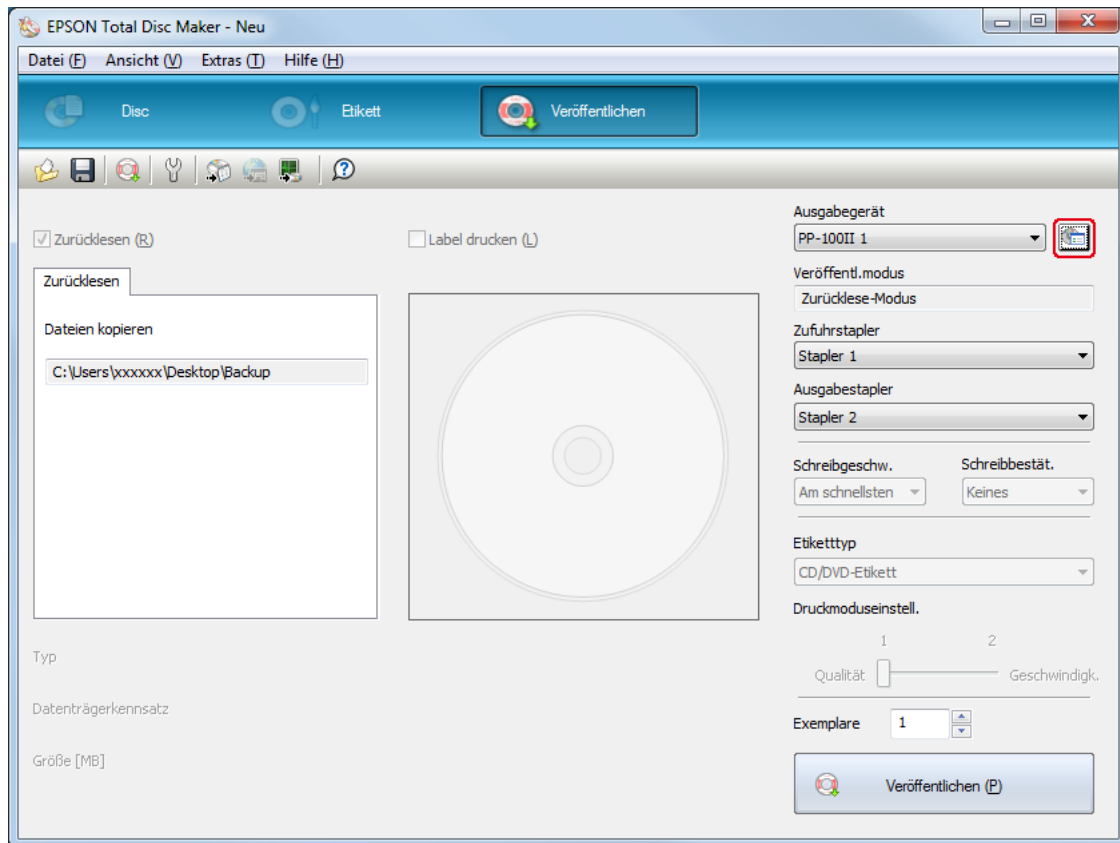 EPSON Total Disc Maker - Neu
Datei (F) Ansicht (V) Extras (T) Hilfe (H)
Disc Etikett Veröffentlichen
Zurücklesen (R)
Label drucken (L)
Zurücklesen
Dateien kopieren
C:\Users\xxxxxx\Desktop\Backup
Typ
Datenträgerkennsatz
Größe [MB]
Ausgabegerät
PP-100II 1
Veröffentl.modus
Zurücklese-Modus
Zufuhrstapler
Stapler 1
Ausgabestapler
Stapler 2
Schreibgeschw. Schreibbestät.
Am schnellsten Keines
Etiketttyp
CD/DVD-Etikett
Druckmoduseinstell.
1 2
Qualität Geschwindigk.
Exemplare 1
Veröffentlichen (P)